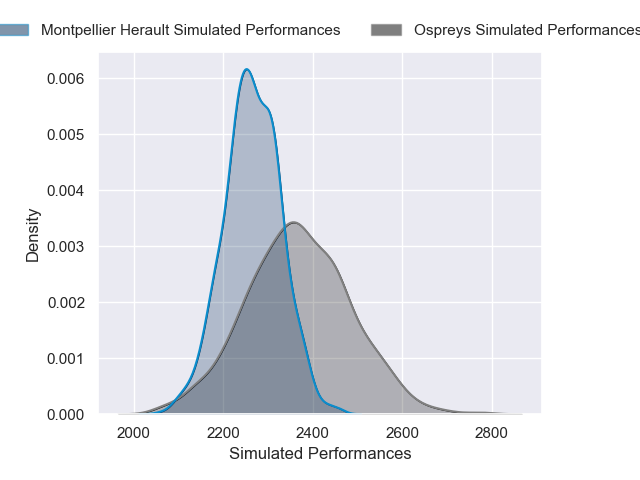 Montpellier Herault Simulated Performances
Ospreys Simulated Performances
0.006
0.005
0.004
0.003
0.002
0.001
0.000
Density
2000 2200 2400 2600 2800
Simulated Performances